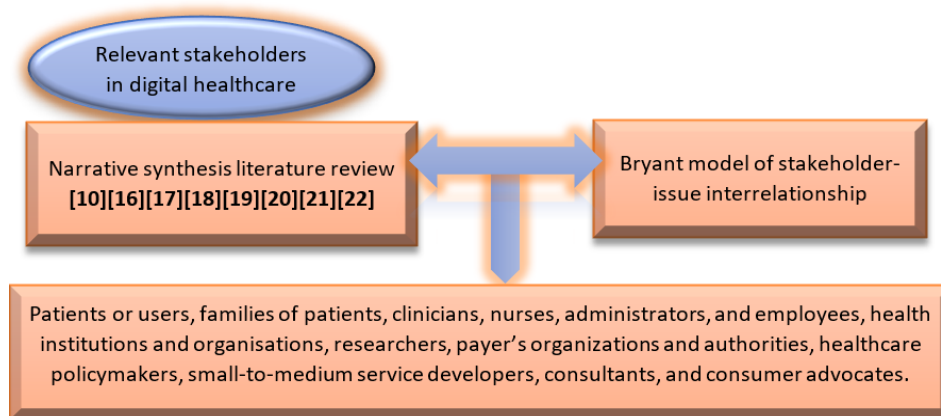 Relevant stakeholders
in digital healthcare
Narrative synthesis literature review
[10][16][17][18][19][20][21][22]
Bryant model of stakeholder-
issue interrelationship
Patients or users, families of patients, clinicians, nurses, administrators, and employees, health
institutions and organisations, researchers, payer’s organizations and authorities, healthcare
policymakers, small-to-medium service developers, consultants, and consumer advocates.